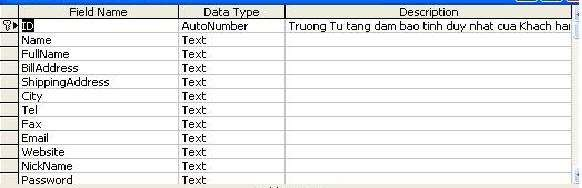 Field Name Data Type Description
ID AutoNumber Truong Tu tang dam bao tinh duy nhat cua Khach
Name Text
FullName Text
BillAddress Text
ShippingAddress Text
City Text
Tel Text
Fax Text
Email Text
Website Text
NickName Text
Password Text